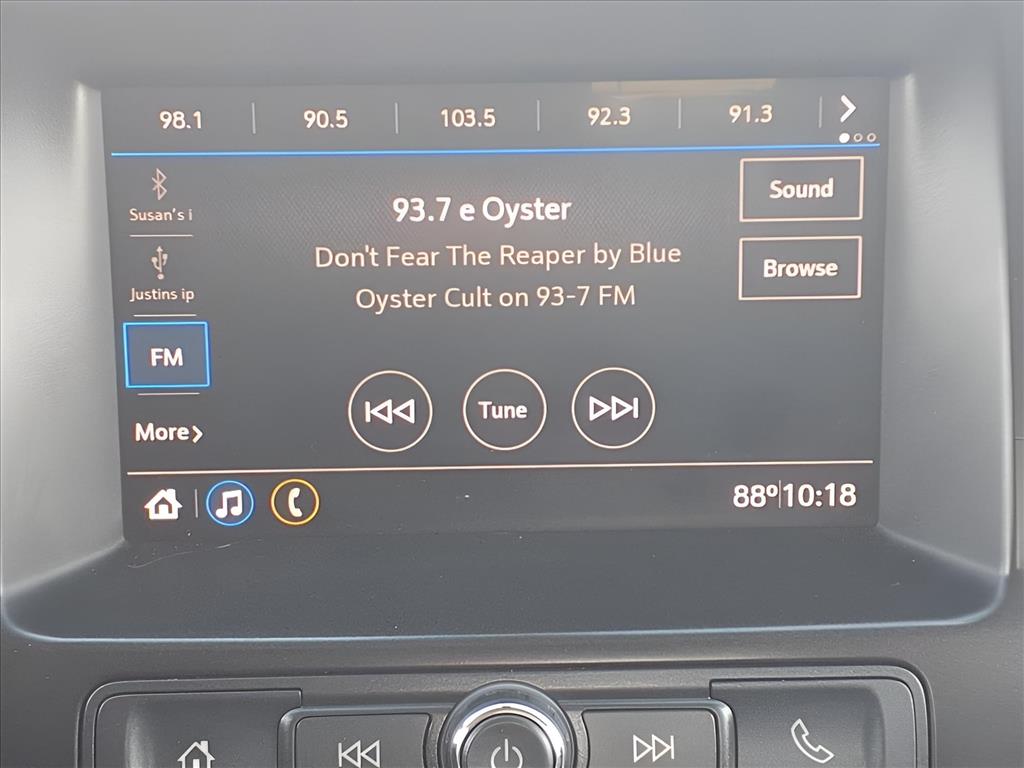 98.1 90.5 103.5 92.3 91.3
Susan's i
Justins ip
FM
More
93.7 e Oyster
Don't Fear The Reaper by Blue
Oyster Cult on 93-7 FM
Sound
Browse
Tune
88° 10:18